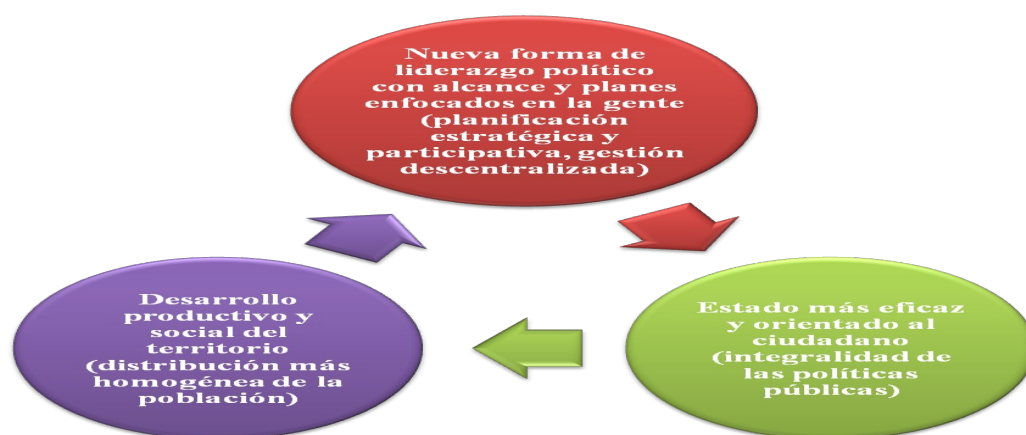 Nueva forma de
liderazgo político
con alcance y planes
enfocados en la gente
(planificación
estratégica y
participativa, gestión
descentralizada)
Estado más eficaz
y orientado al
ciudadano
(integralidad de
las políticas
públicas)
Desarrollo
productivo y
social del
territorio
(distribución más
homogénea de la
población)